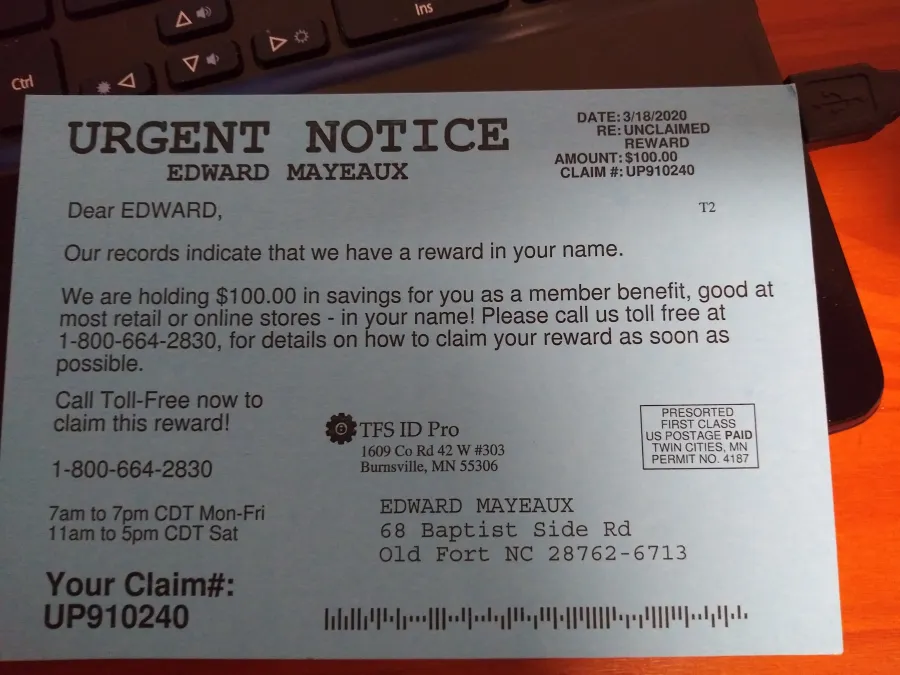 Ins
Ctrl
URGENT NOTICE
EDWARD MAYEAUX
DATE: 3/18/2020
RE: UNCLAIMED
REWARD
AMOUNT: $100.00
CLAIM #: UP910240
Dear EDWARD,
T2
Our records indicate that we have a reward in your name.
We are holding $100.00 in savings for you as a member benefit, good at
most retail or online stores - in your name! Please call us toll free at
1-800-664-2830, for details on how to claim your reward as soon as
possible.
Call Toll-Free now to
claim this reward!
1-800-664-2830
7am to 7pm CDT Mon-Fri
11am to 5pm CDT Sat
Your Claim#:
UP910240
TFS ID Pro
1609 Co Rd 42 W #303
Burnsville, MN 55306
PRESORTED
FIRST CLASS
US POSTAGE PAID
TWIN CITIES, MN
PERMIT NO. 4187
EDWARD MAYEAUX
68 Baptist Side Rd
Old Fort NC 28762-6713